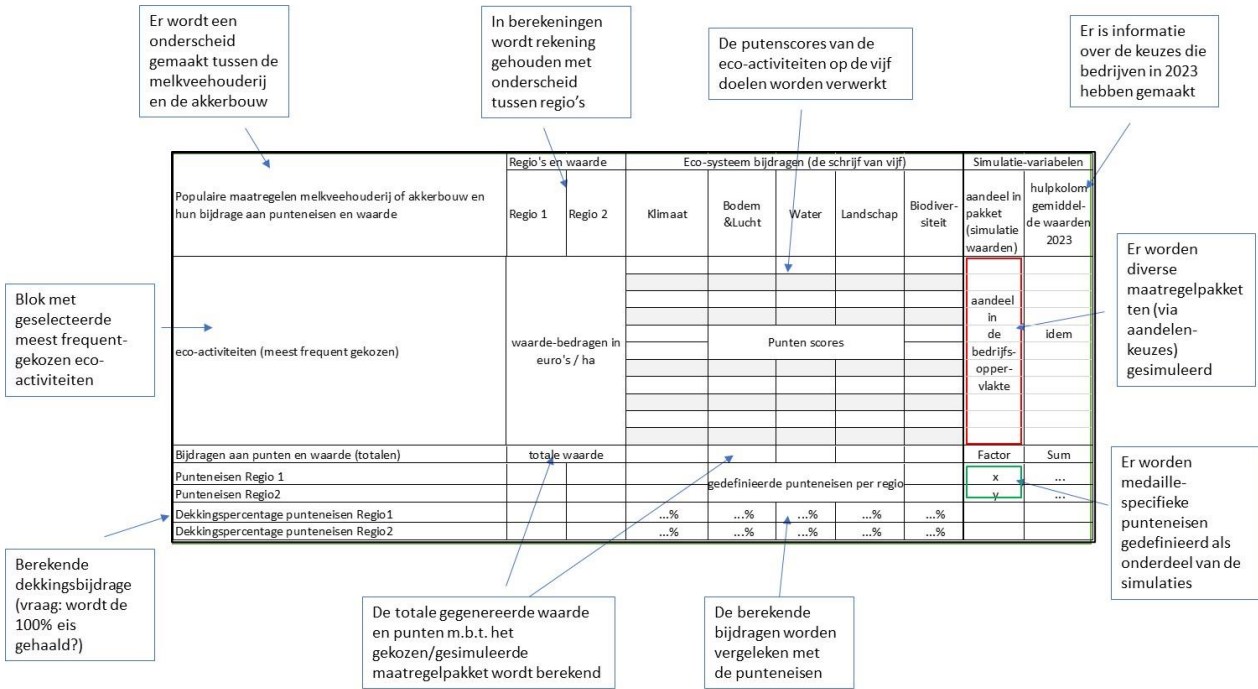 Er wordt een
onderscheid
gemaakt tussen de
melkveehouderij
en de akkerbouw
In berekeningen
wordt rekening
gehouden met
onderscheid
tussen regio's
De putenscores van de
eco-activiteiten op de vijf
doelen worden verwerkt
Er is informatie
over de keuzes die
bedrijven in 2023
hebben gemaakt
Regio's en waarde
Eco-systeem bijdragen (de schrijf van vijf)
Simulatie-variabelen
Populaire maatregelen melkveehouderij of akkerbouw en
hun bijdrage aan punteneisen en waarde
Regio 1
Regio 2
Klimaat
Bodem
&Lucht
Water
Landschap
Biodiver-
siteit
aandeel in
pakket
(simulatie
waarden)
hulpkolom
gemiddel-
de waarden
2023
Blok met
geselecteerde
meest frequent-
gekozen eco-
activiteiten
eco-activiteiten (meest frequent gekozen)
waarde-bedragen in
euro's / ha
Punten scores
aandeel
in
de
bedrijfs-
opper-
vlakte
idem
Er worden
diverse
maatregelpakket
ten (via
aandelen-
keuzes)
gesimuleerd
Bijdragen aan punten en waarde (totalen)
totale waarde
Factor
Sum
Punteneisen Regio 1
gedefinieerde punteneisen per regio
x
...
Punteneisen Regio2
y
...
Dekkingspercentage punteneisen Regio1
...%
...%
...%
...%
...%
Dekkingspercentage punteneisen Regio2
...%
...%
...%
...%
...%
Er worden
medaille-
specifieke
punteneisen
gedefinieerd als
onderdeel van de
simulaties
Berekende
dekkingsbijdrage
(vraag: wordt de
100% eis
gehaald?)
De totale gegenereerde waarde
en punten m.b.t. het
gekozen/gesimuleerde
maatregelpakket wordt berekend
De berekende
bijdragen worden
vergeleken met
de punteneisen